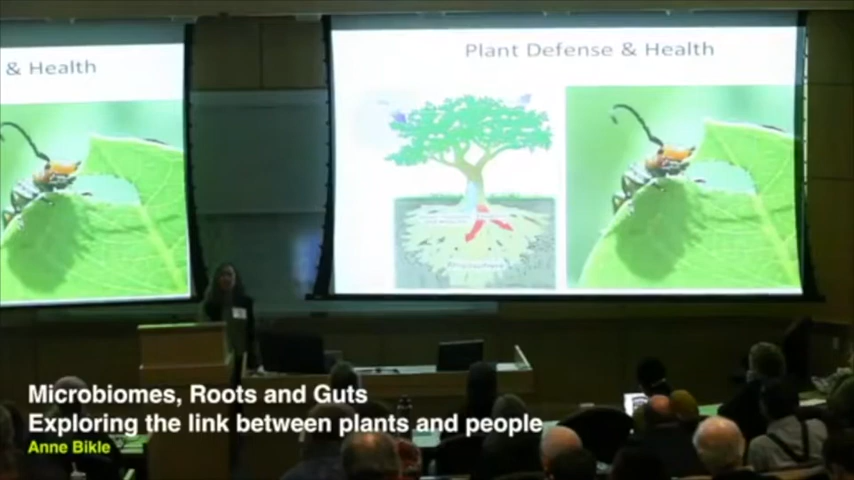 & Health
Plant Defense & Health
Microbiomes, Roots and Guts
Exploring the link between plants and people
Anne Bikle